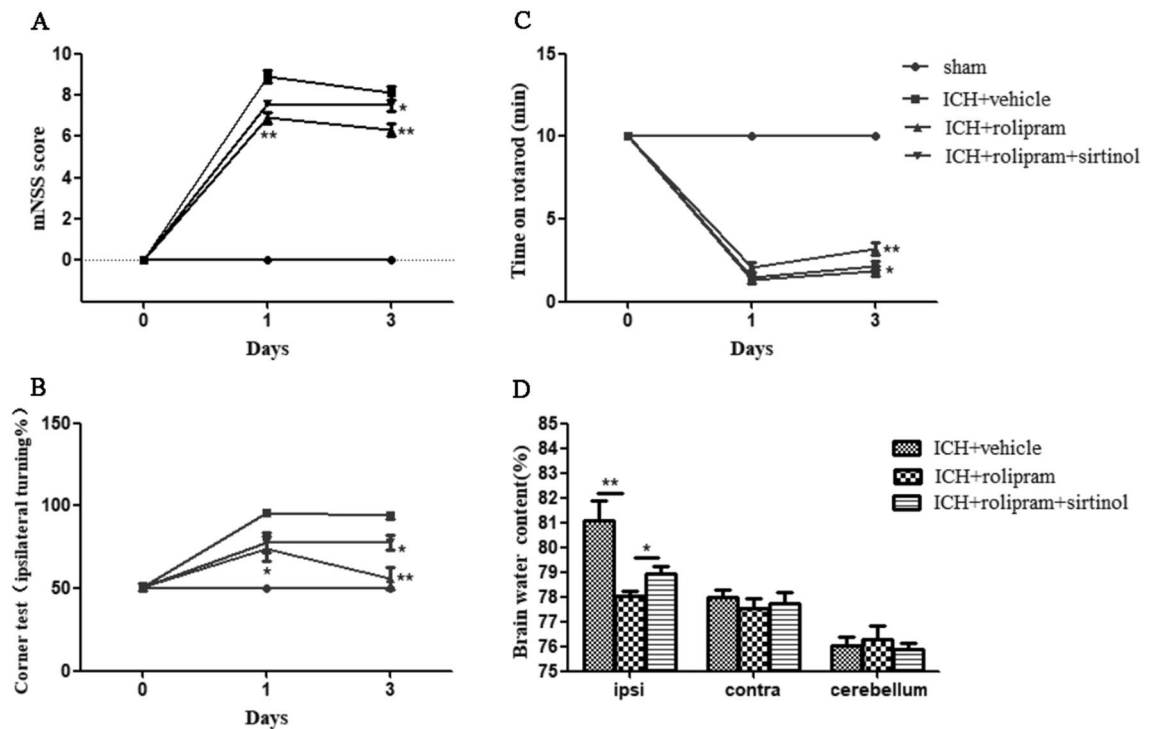 A
10
8
6
4
2
0
mNSS score
**
*
**
0
1
3
Days
C
15
10
5
0
Time on rotarod (min)
**
*
0
1
3
Days
sham
ICH+vehicle
ICH+rolipram
ICH+rolipram+sirtinol
B
150
100
50
0
Corner test（ipsilateral turning%）
*
*
**
0
1
3
Days
D
85
84
83
82
81
80
79
78
77
76
75
Brain water content(%)
**
*
ipsi
contra
cerebellum
ICH+vehicle
ICH+rolipram
ICH+rolipram+sirtinol